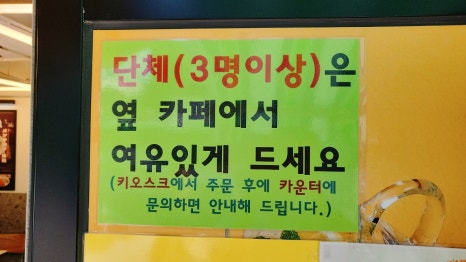 단체(3명이상)은
옆 카페에서
여유있게 드세요
(키오스크에서 주문 후에 카운터에
문의하면 안내해 드립니다.)